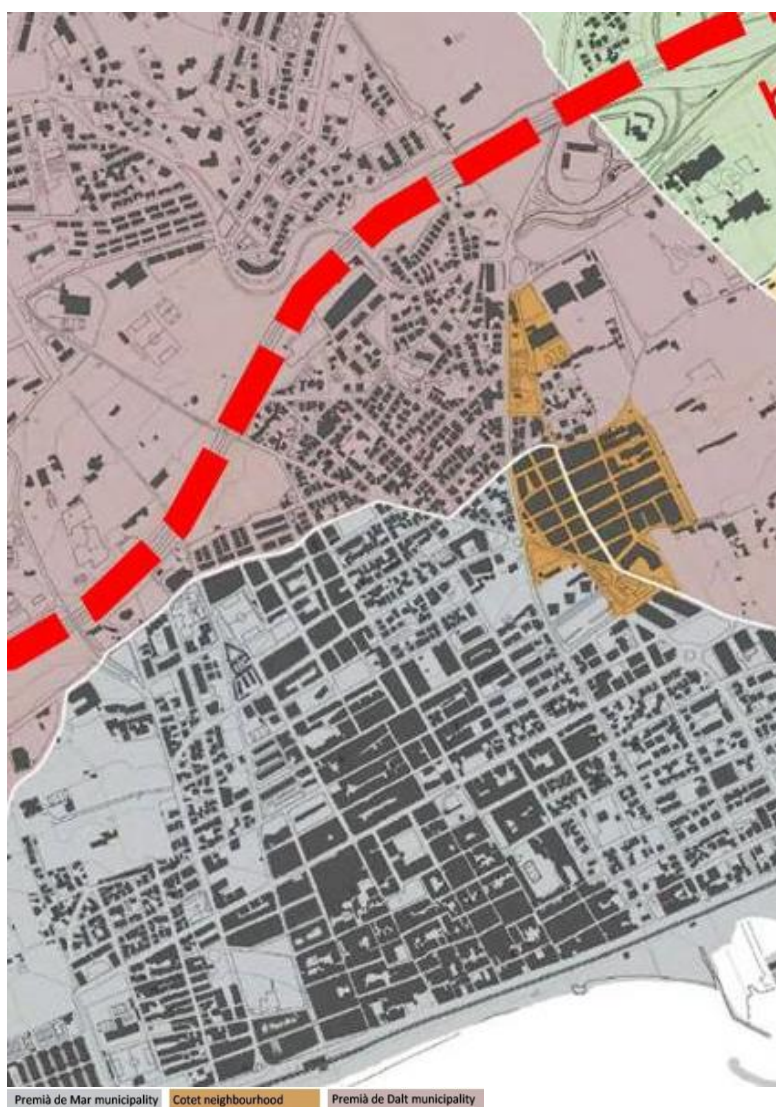 Premià de Mar municipality
Cotet neighbourhood
Premià de Dalt municipality